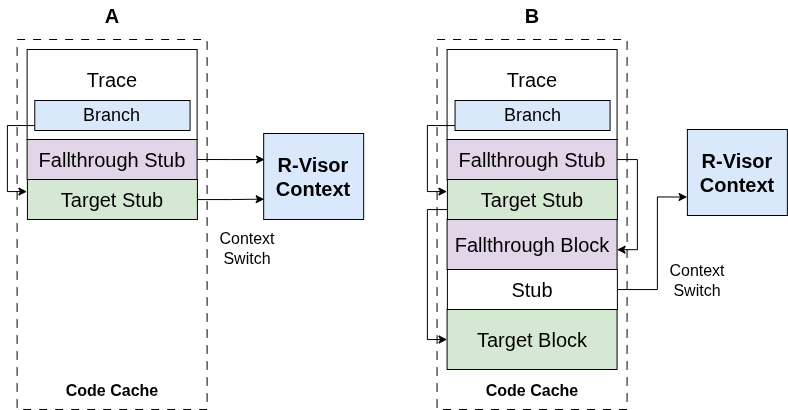 A
Trace
Branch
Fallthrough Stub
Target Stub
R-Visor
Context
Context
Switch
Code Cache
B
Trace
Branch
Fallthrough Stub
Target Stub
Fallthrough Block
Stub
Target Block
R-Visor
Context
Context
Switch
Code Cache